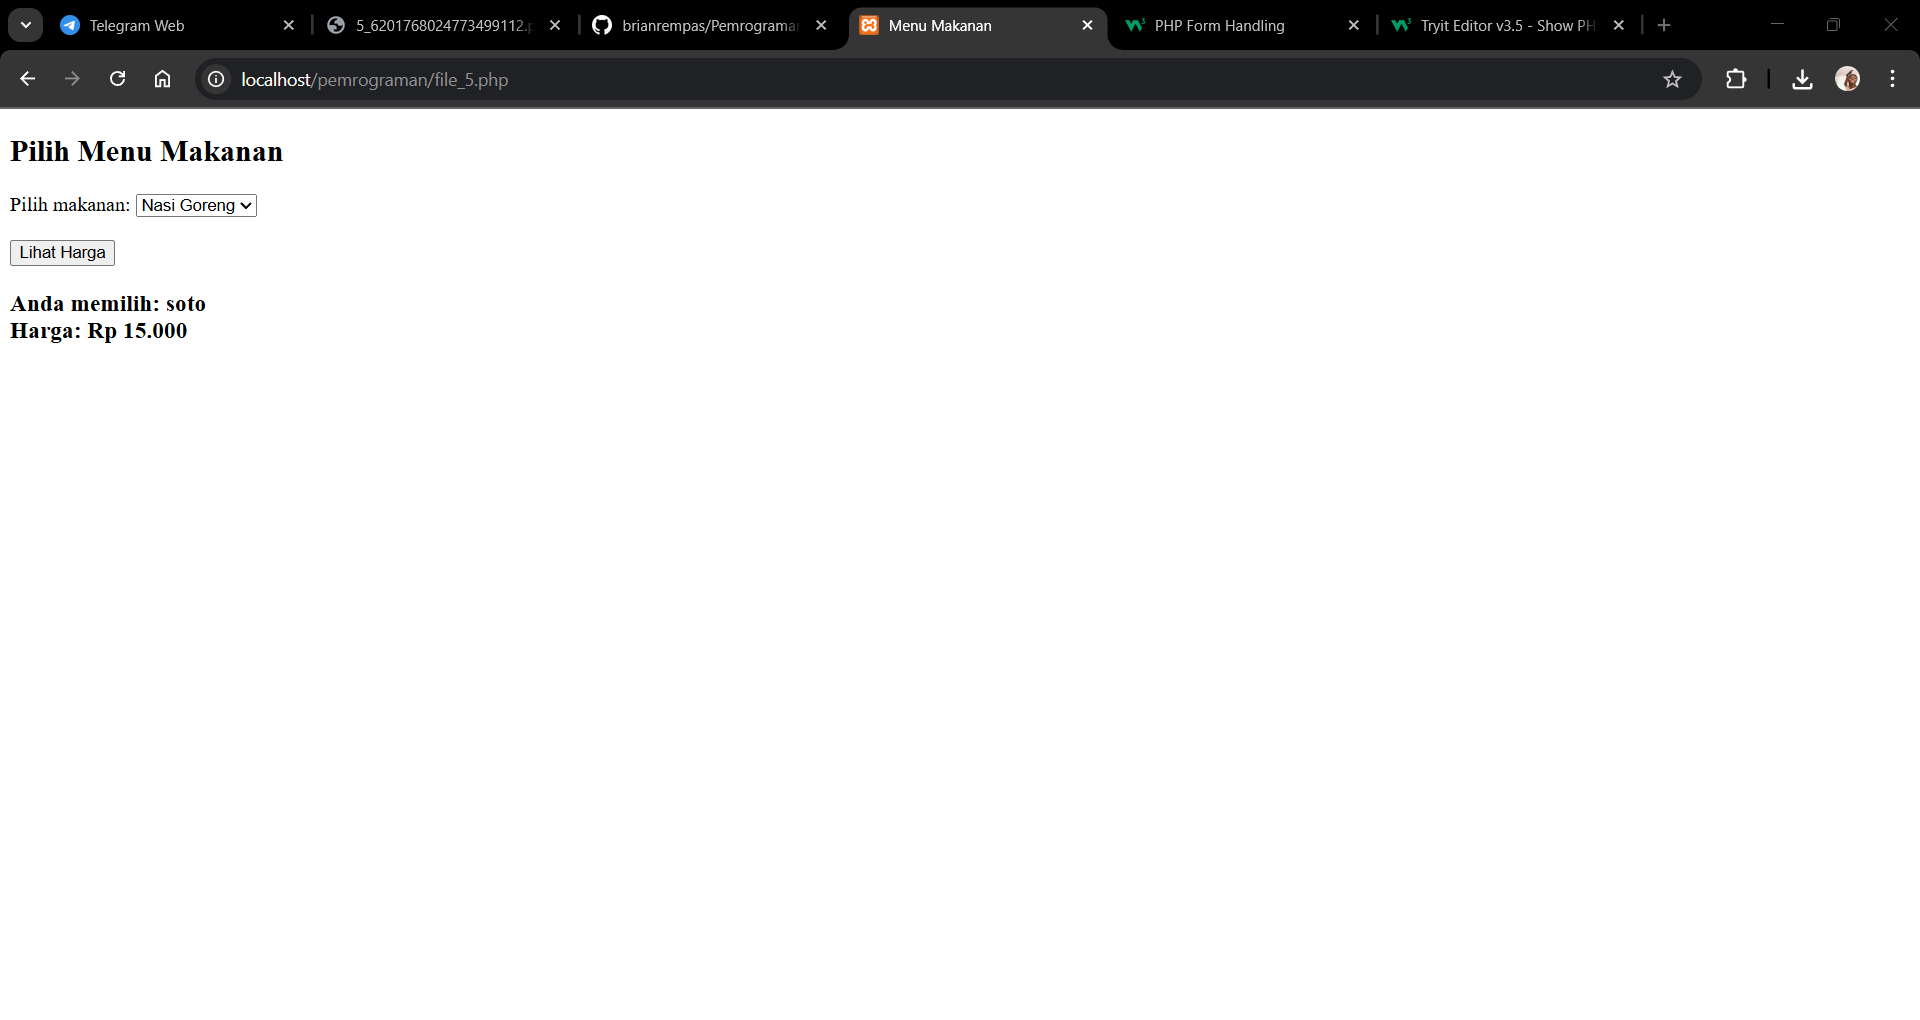 Telegram Web
5_6201768024773499112.p
brianrempas/Pemrograma
Menu Makanan
PHP Form Handling
Tryit Editor v3.5 - Show PH
localhost/pemrograman/file_5.php
Pilih Menu Makanan
Pilih makanan: Nasi Goreng
Lihat Harga
Anda memilih: soto
Harga: Rp 15.000